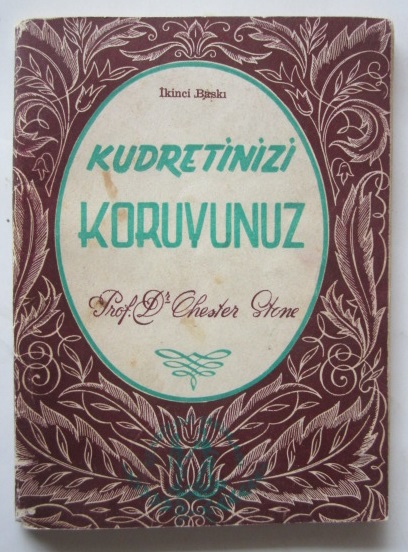 İkinci Baskı
KUDRETİNİZİ
KORUYUNUZ
Prof. Dr Chester Stone